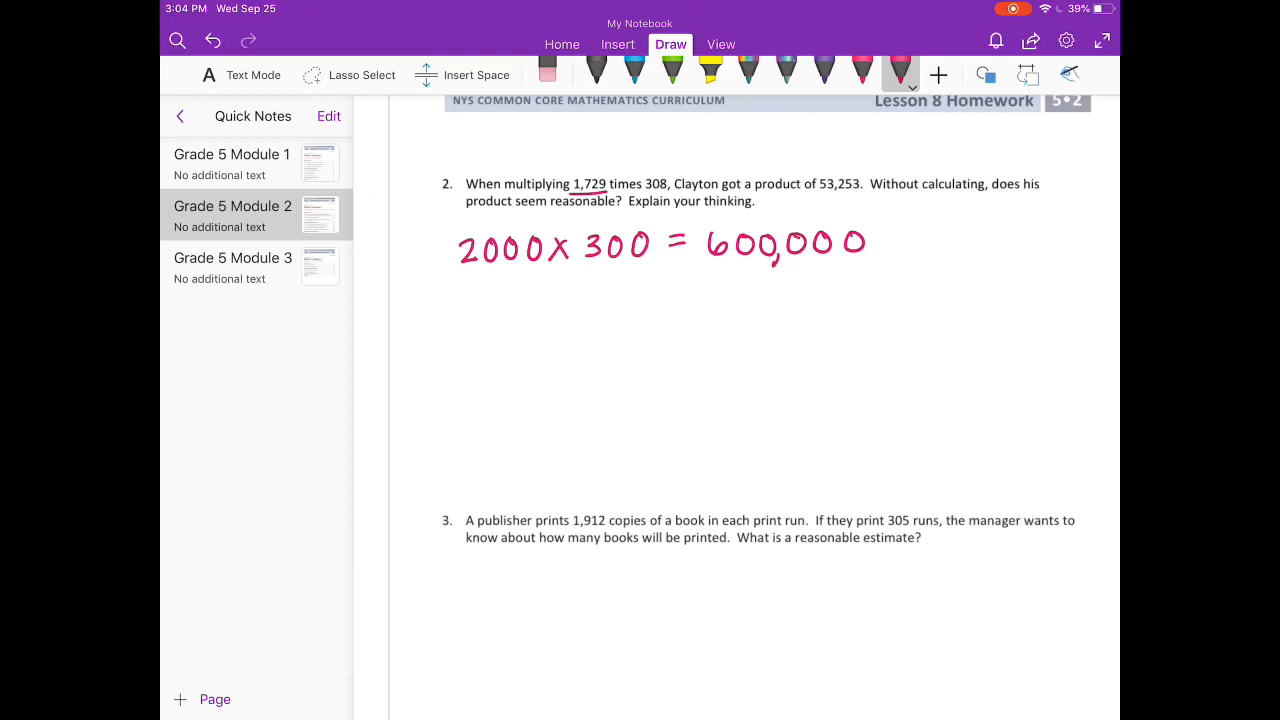 3:04 PM Wed Sep 25
39%
My Notebook
Home Insert Draw View
A Text Mode Lasso Select Insert Space
NYS COMMON CORE MATHEMATICS CURRICULUM Lesson 8 Homework 5•2
Quick Notes Edit
Grade 5 Module 1
No additional text
Grade 5 Module 2
No additional text
Grade 5 Module 3
No additional text
2. When multiplying 1,729 times 308, Clayton got a product of 53,253. Without calculating, does his
product seem reasonable? Explain your thinking.
2000 x 300 = 600,000
3. A publisher prints 1,912 copies of a book in each print run. If they print 305 runs, the manager wants to
know about how many books will be printed. What is a reasonable estimate?
+ Page